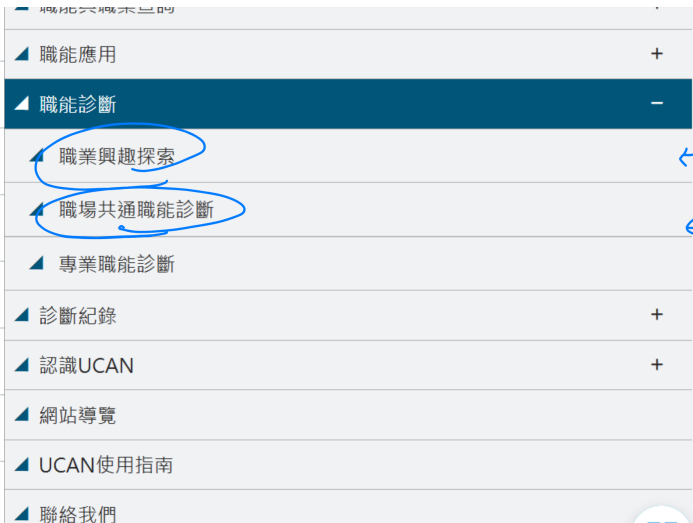 職能應用
+
職能診斷
−
職業興趣探索
職場共通職能診斷
專業職能診斷
診斷紀錄
+
認識UCAN
+
網站導覽
UCAN使用指南
聯絡我們